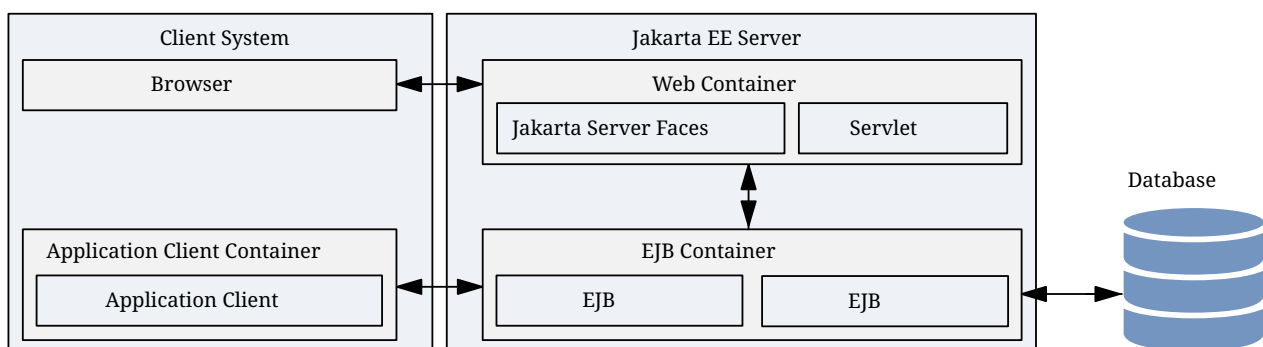 Client System
Browser
Application Client Container
Application Client
Jakarta EE Server
Web Container
Jakarta Server Faces
Servlet
EJB Container
EJB
EJB
Database